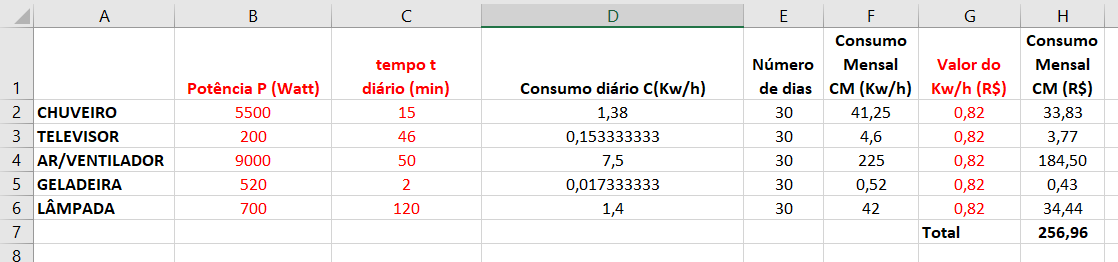 A B C D E F G H
1 Potência P (Watt) tempo t diário (min) Consumo diário C(Kw/h) Número de dias Consumo Mensal CM (Kw/h) Valor do Kw/h (R$) Consumo Mensal CM (R$)
2 CHUVEIRO 5500 15 1,38 30 41,25 0,82 33,83
3 TELEVISOR 200 46 0,153333333 30 4,6 0,82 3,77
4 AR/VENTILADOR 9000 50 7,5 30 225 0,82 184,50
5 GELADEIRA 520 2 0,017333333 30 0,52 0,82 0,43
6 LÂMPADA 700 120 1,4 30 42 0,82 34,44
7 Total 256,96
8